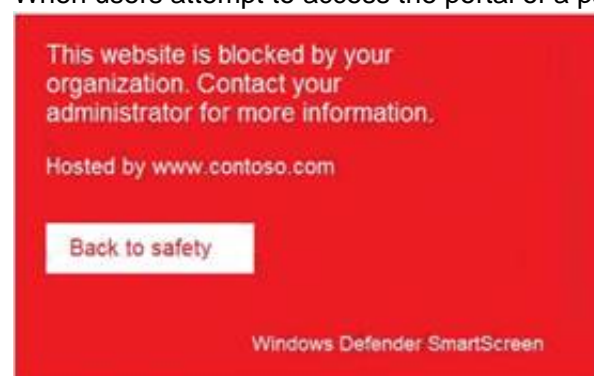 When users attempt to access the portal of a p
This website is blocked by your
organization. Contact your
administrator for more information.
Hosted by www.contoso.com
Back to safety
Windows Defender SmartScreen